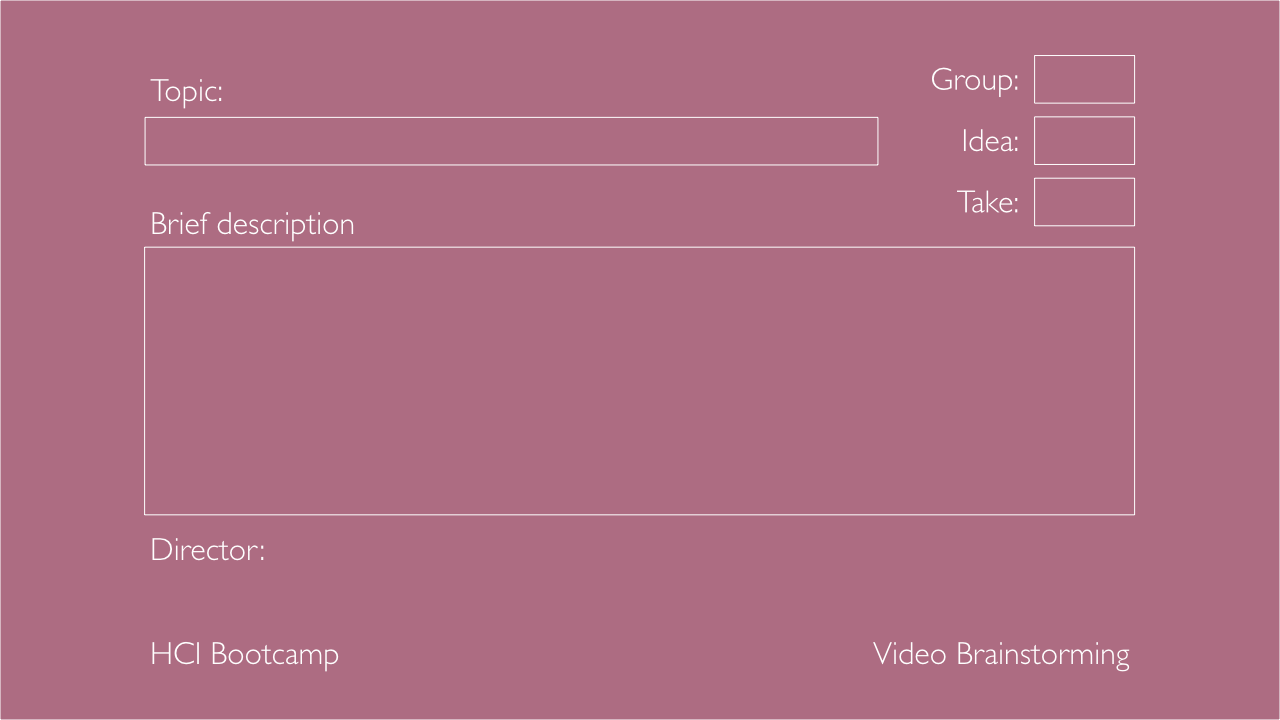 Topic:
Group:
Idea:
Take:
Brief description
Director:
HCI Bootcamp
Video Brainstorming